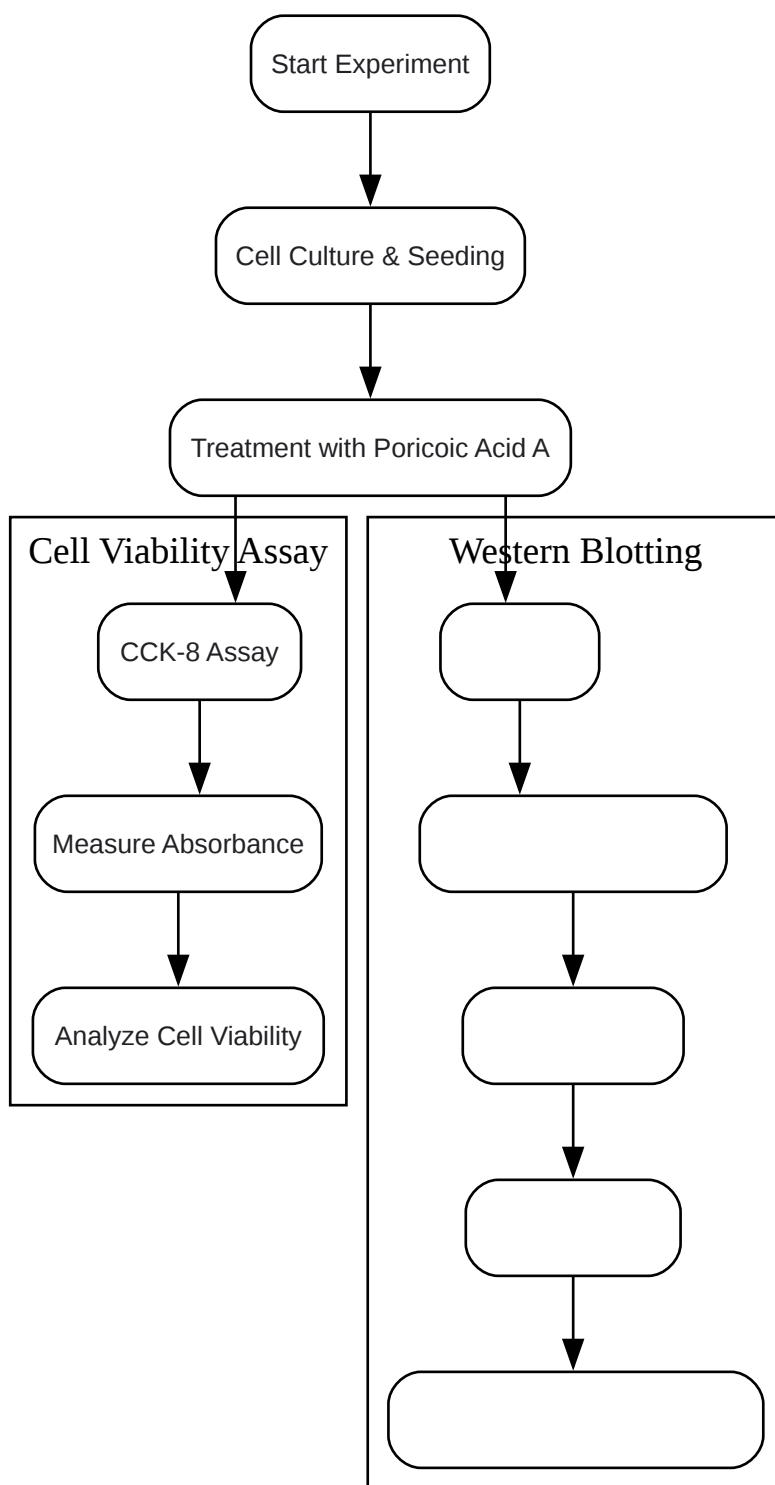 Start Experiment
Cell Culture & Seeding
Treatment with Poricoic Acid A
Cell Viability Assay
CCK-8 Assay
Measure Absorbance
Analyze Cell Viability
Western Blotting